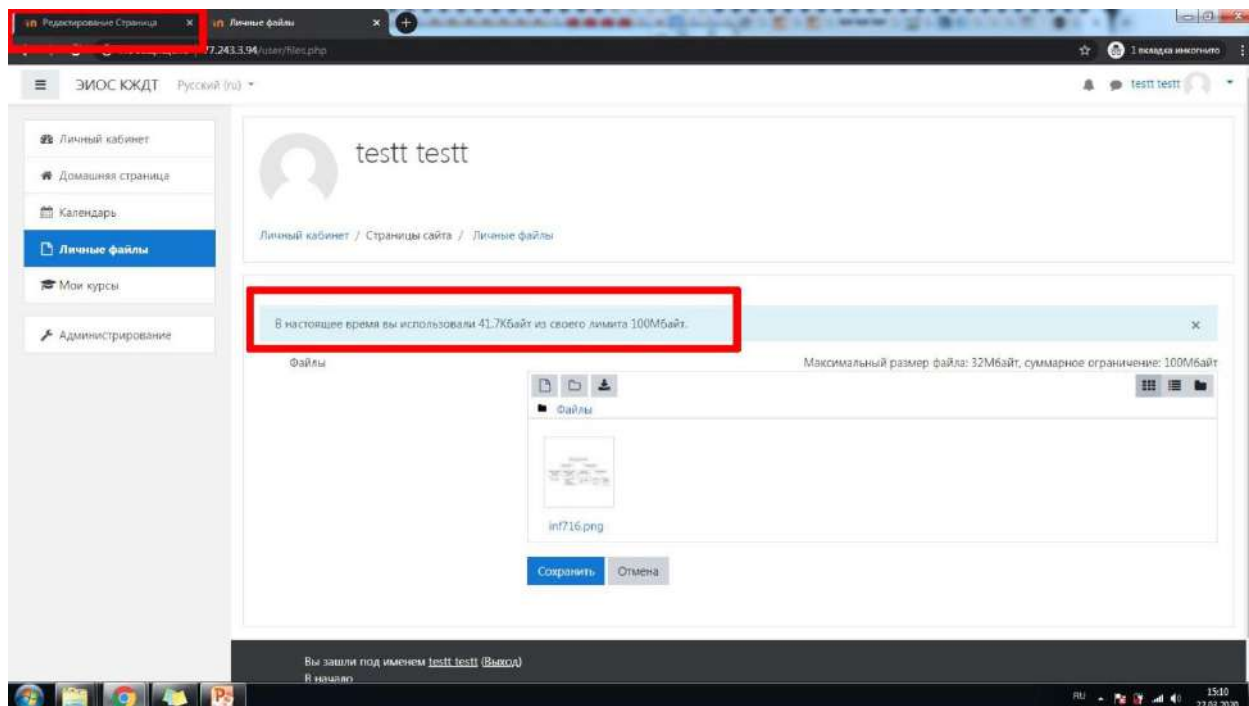 Редактирование Страница
Личные файлы
77.243.3.94/user/files.php
1 вкладка инкогнито
ЭИОС КЖДТ
Русский (ru)
testt testt
Личный кабинет
Домашняя страница
Календарь
Личные файлы
Мои курсы
Администрирование
testt testt
Личный кабинет / Страницы сайта / Личные файлы
В настоящее время вы использовали 41.7Кбайт из своего лимита 100Мбайт.
Файлы
Максимальный размер файла: 32Мбайт, суммарное ограничение: 100Мбайт
Файлы
inf716.png
Сохранить
Отмена
Вы зашли под именем testt testt (Выход)
В начало
RU
15:10
22.03.2020